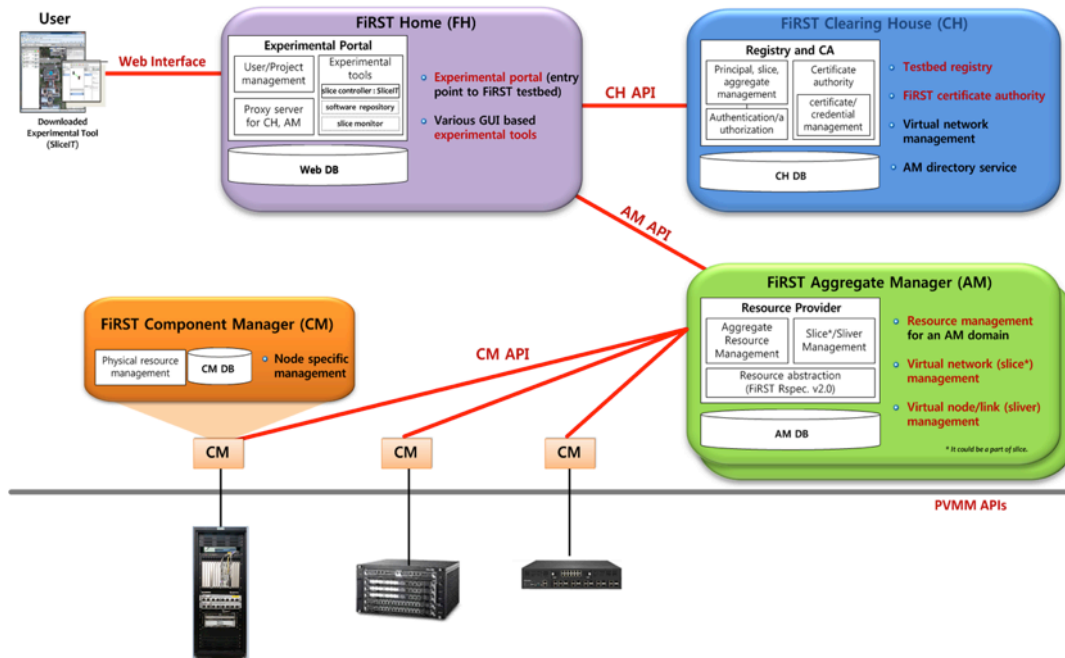 User
Downloaded
Experimental Tool
(SliceIT)
Web Interface
FiRST Home (FH)
Experimental Portal
User/Project
management
Proxy server
for CH, AM
Experimental
tools
slice controller : SliceIT
software repository
slice monitor
Web DB
Experimental portal (entry
point to FiRST testbed)
Various GUI based
experimental tools
CH API
FiRST Clearing House (CH)
Registry and CA
Principal, slice,
aggregate
management
Authentication/a
uthorization
Certificate
authority
certificate/
credential
management
CH DB
Testbed registry
FiRST certificate authority
Virtual network
management
AM directory service
AM API
FiRST Aggregate Manager (AM)
Resource Provider
Aggregate
Resource
Management
Slice*/Sliver
Management
Resource abstraction
(FiRST Rspec. v2.0)
AM DB
Resource management
for an AM domain
Virtual network (slice*)
management
Virtual node/link (sliver)
management
* It could be a part of slice.
FiRST Component Manager (CM)
Physical resource
management
CM DB
Node specific
management
CM API
CM
CM
CM
PVMM APIs